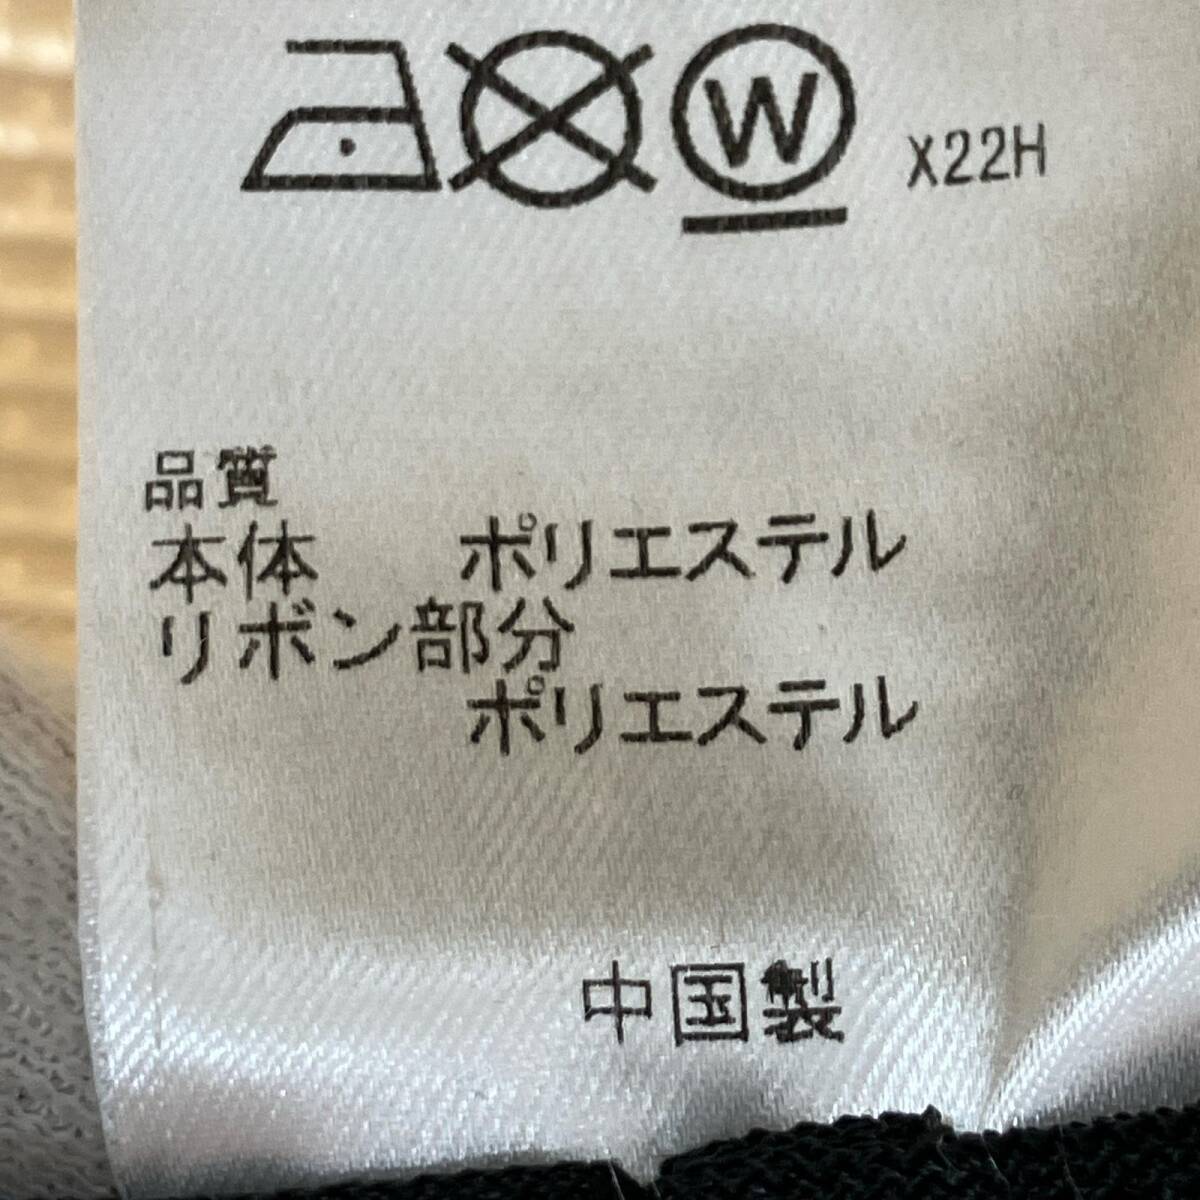 W X22H
品質
本体 ポリエステル
リボン部分
ポリエステル
中国製